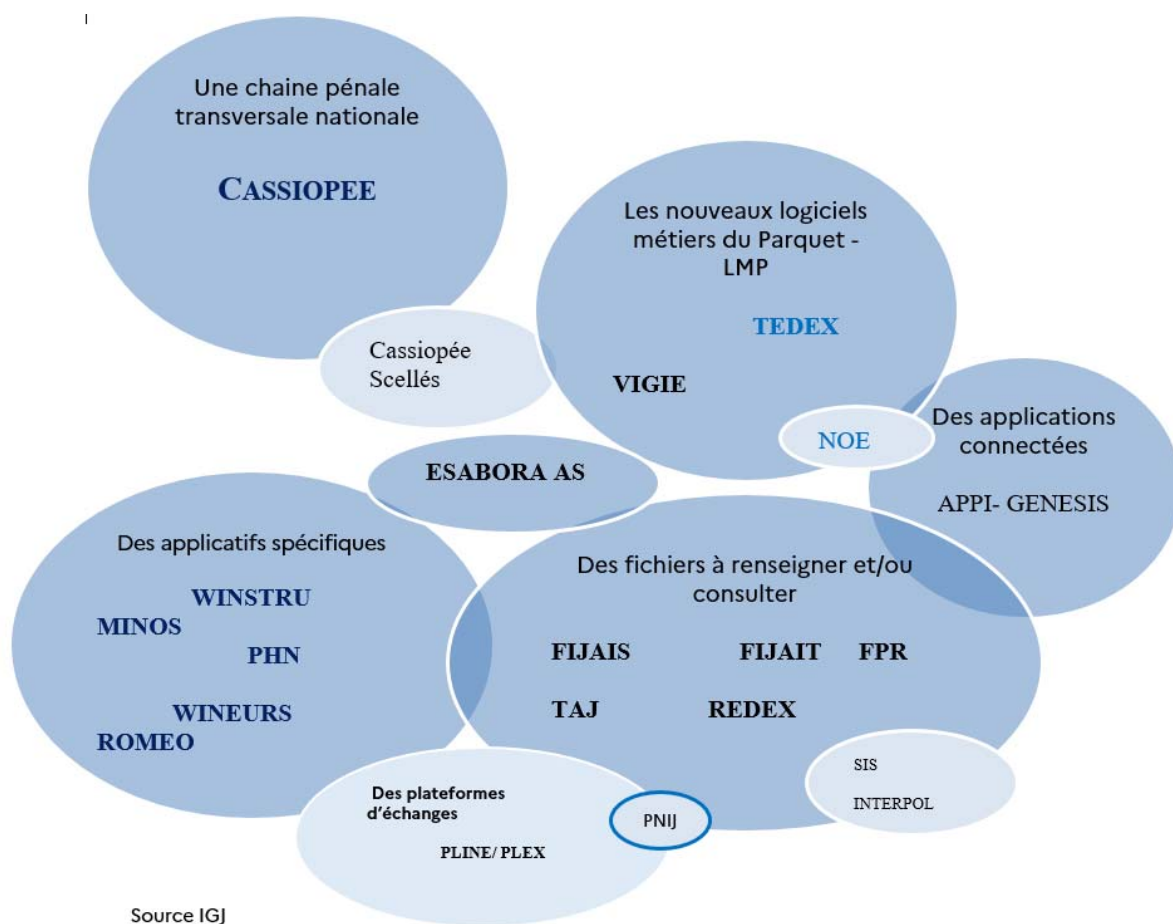 Une chaine pénale
transversale nationale
CASSIOPEE
Les nouveaux logiciels
métiers du Parquet -
LMP
TEDEX
VIGIE
Cassiopée
Scellés
NOE
Des applications
connectées
APPI- GENESIS
ESABORA AS
Des applicatifs spécifiques
WINSTRU
MINOS
PHN
WINEURS
ROMEO
Des fichiers à renseigner et/ou
consulter
FIJAIS FIJAIT FPR
TAJ REDEX
SIS
INTERPOL
Des plateformes
d'échanges
PLINE/ PLEX
PNIJ
Source IGJ